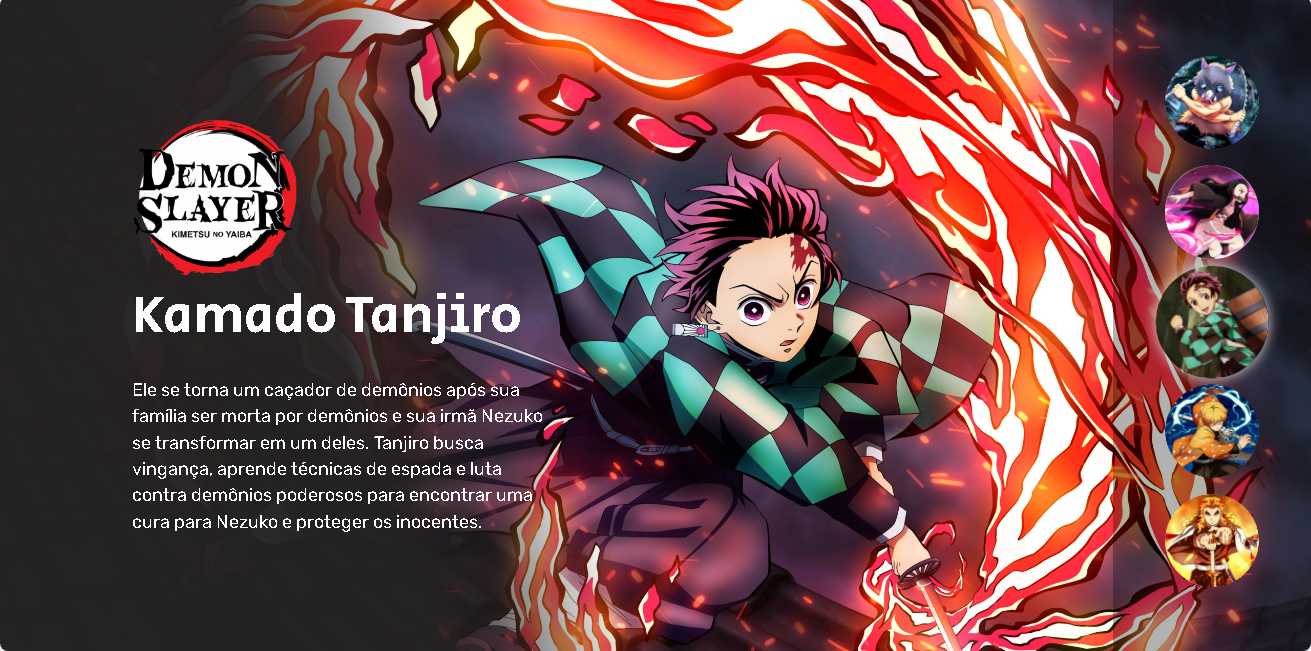 DEMON
SLAYER
KIMETSU NO YAIBA
Kamado Tanjiro
Ele se torna um caçador de demônios após sua
família ser morta por demônios e sua irmã Nezuko
se transformar em um deles. Tanjiro busca
vingança, aprende técnicas de espada e luta
contra demônios poderosos para encontrar uma
cura para Nezuko e proteger os inocentes.